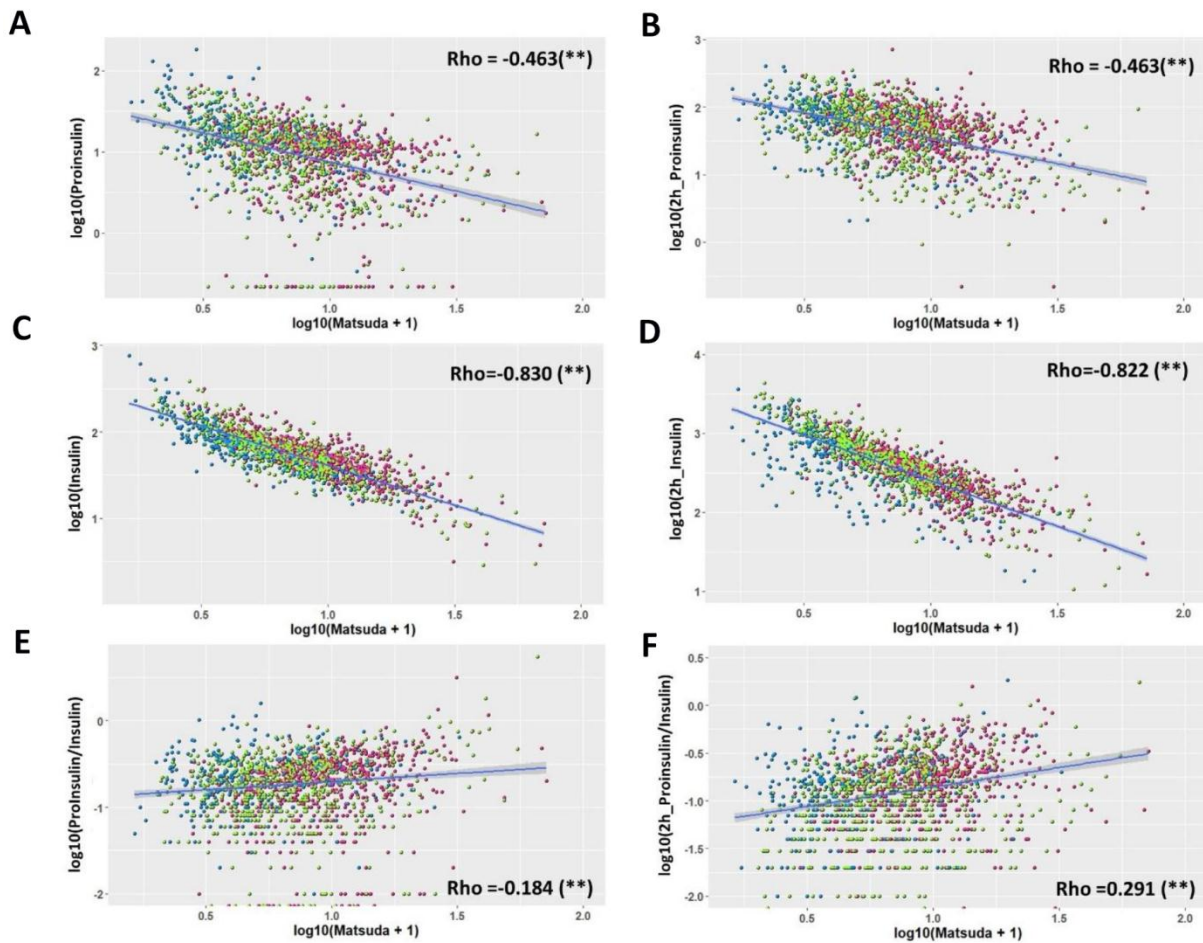 A
Rho = -0.463(**)
log10(Proinsulin)
2
1
0
0.5
1.0
1.5
2.0
log10(Matsuda + 1)
B
Rho = -0.463(**)
log10(2h_Proinsulin)
3
2
1
0
0.5
1.0
1.5
2.0
log10(Matsuda + 1)
C
Rho=-0.830 (**)
log10(Insulin)
3
2
1
0.5
1.0
1.5
2.0
log10(Matsuda + 1)
D
Rho=-0.822 (**)
log10(2h_Insulin)
4
3
2
1
0.5
1.0
1.5
2.0
log10(Matsuda + 1)
E
log10(Proinsulin/Insulin)
0
-1
-2
Rho=-0.184 (**)
0.5
1.0
1.5
2.0
log10(Matsuda + 1)
F
log10(2h_Proinsulin/Insulin)
0.5
0.0
-0.5
-1.0
-1.5
-2.0
Rho =0.291 (**)
0.5
1.0
1.5
2.0
log10(Matsuda + 1)